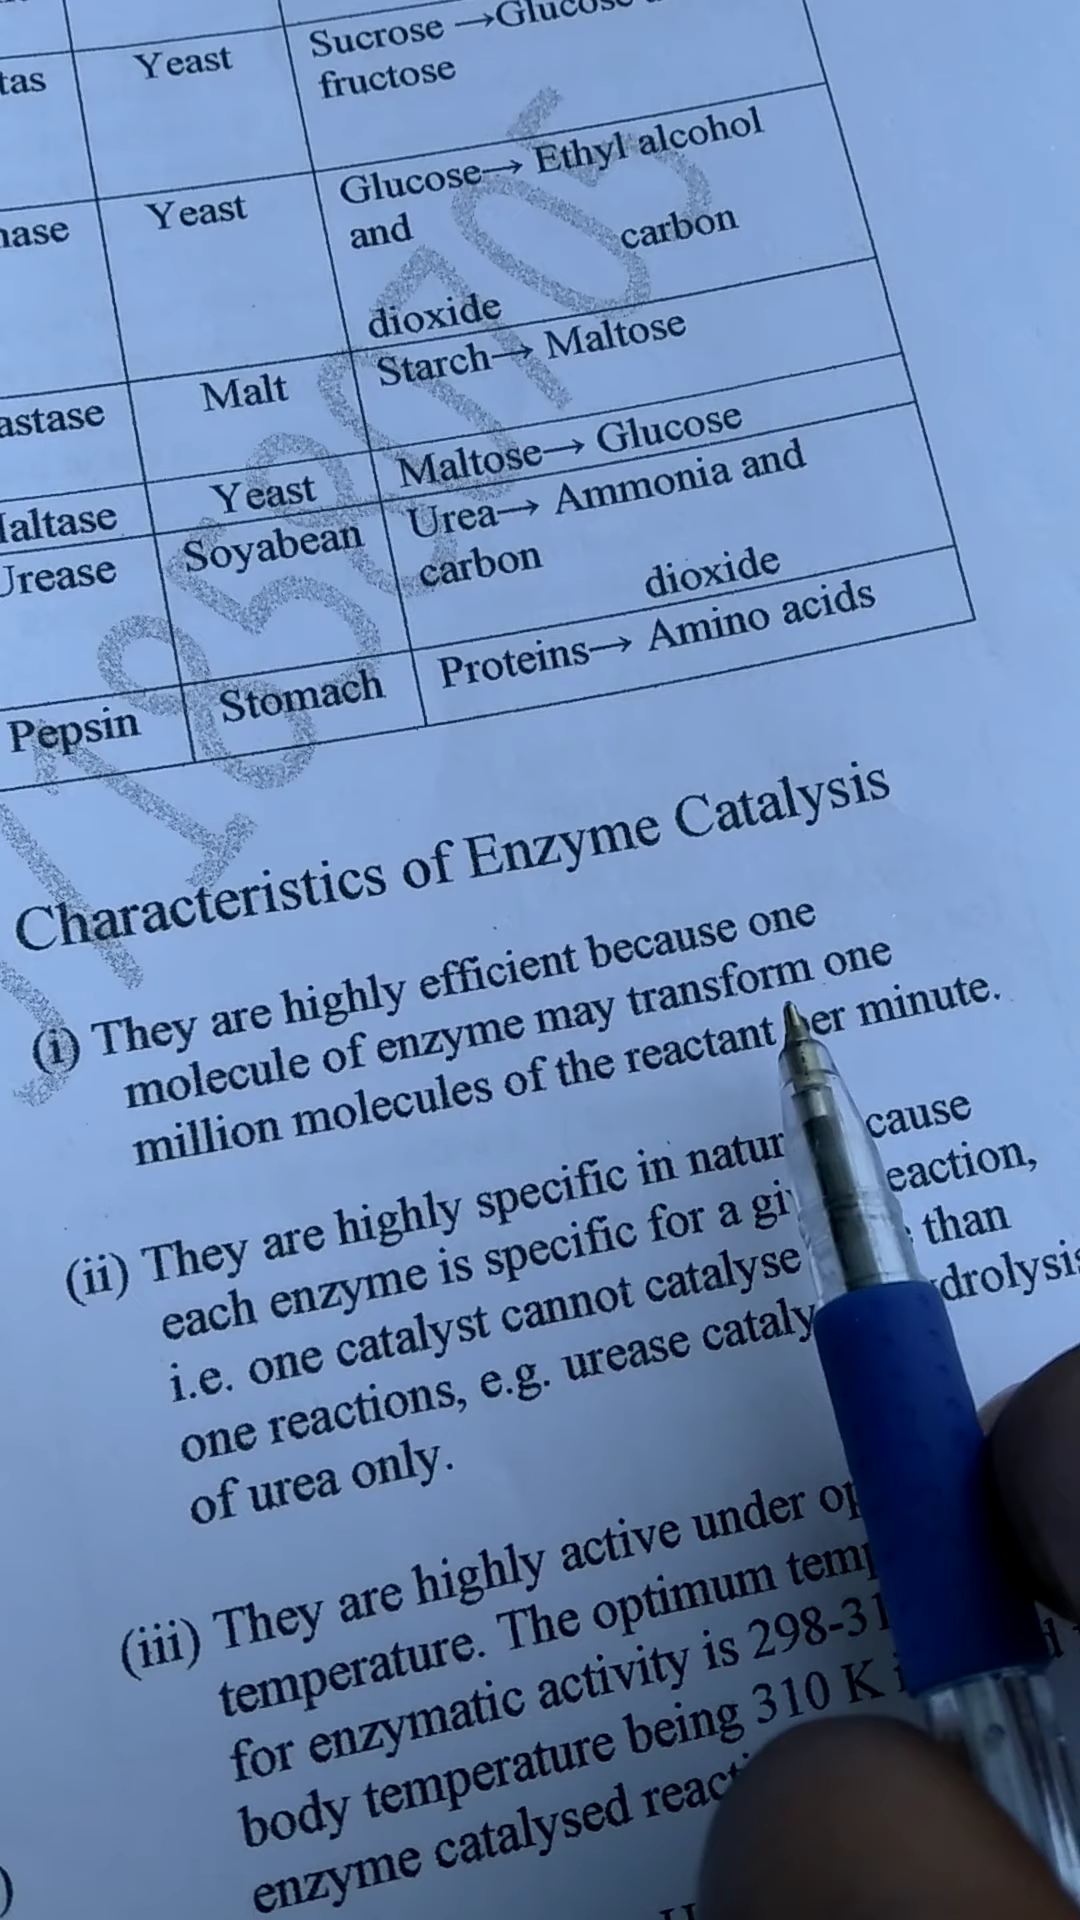 Sucrose →Glucose
tas Yeast fructose
Glucose→ Ethyl alcohol
ase Yeast and carbon
dioxide
astase Malt Starch→ Maltose
altase Yeast Maltose→ Glucose
Urease Soyabean Urea→ Ammonia and
carbon
dioxide
Pepsin Stomach Proteins→ Amino acids
Characteristics of Enzyme Catalysis
(i) They are highly efficient because one
molecule of enzyme may transform one
million molecules of the reactant per minute.
(ii) They are highly specific in natur cause
each enzyme is specific for a gi eaction,
i.e. one catalyst cannot catalyse than
one reactions, e.g. urease cataly drolysis
of urea only.
(iii) They are highly active under op
temperature. The optimum temp
for enzymatic activity is 298-31
body temperature being 310 K
enzyme catalysed react